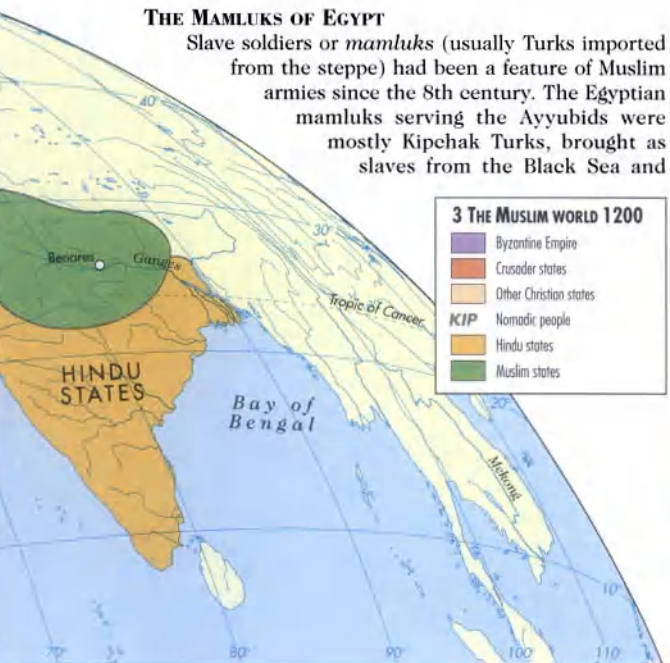 THE MAMLUKS OF EGYPT
Slave soldiers or mamluks (usually Turks imported
from the steppe) had been a feature of Muslim
armies since the 8th century. The Egyptian
mamluks serving the Ayyubids were
mostly Kipchak Turks, brought as
slaves from the Black Sea and
3 THE MUSLIM WORLD 1200
Byzantine Empire
Crusader states
Other Christian states
KIP Nomadic people
Hindu states
Muslim states
40°
30°
Benares
Ganges
Tropic of Cancer
HINDU
STATES
Bay of
Bengal
20°
Mekong
10°
70°
80°
90°
100°
110°